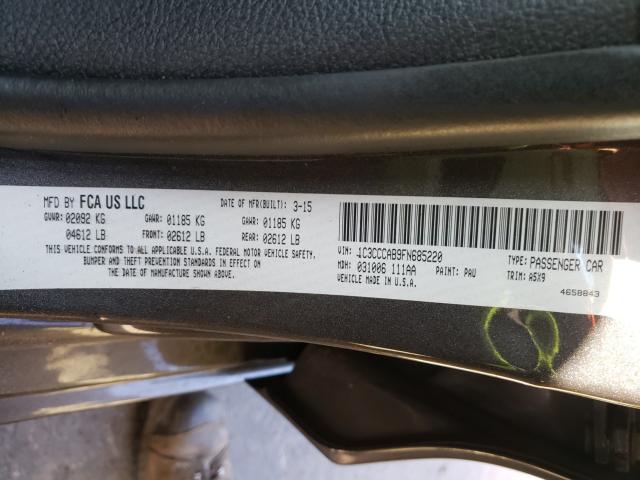 MFD BY FCA US LLC DATE OF MFR(BUILT): 3-15
GVWR: 02092 KG GAWR: 01185 KG GAWR: 01185 KG
04612 LB FRONT: 02612 LB REAR: 02612 LB
THIS VEHICLE CONFORMS TO ALL APPLICABLE U.S.A. FEDERAL MOTOR VEHICLE SAFETY,
BUMPER AND THEFT PREVENTION STANDARDS IN EFFECT ON
THE DATE OF MANUFACTURE SHOWN ABOVE.
VIN: 1C3CCCAB9FN685220 TYPE: PASSENGER CAR
MDH: 031006 111AA PAINT: PAU TRIM: A5X9
VEHICLE MADE IN U.S.A.
4658843